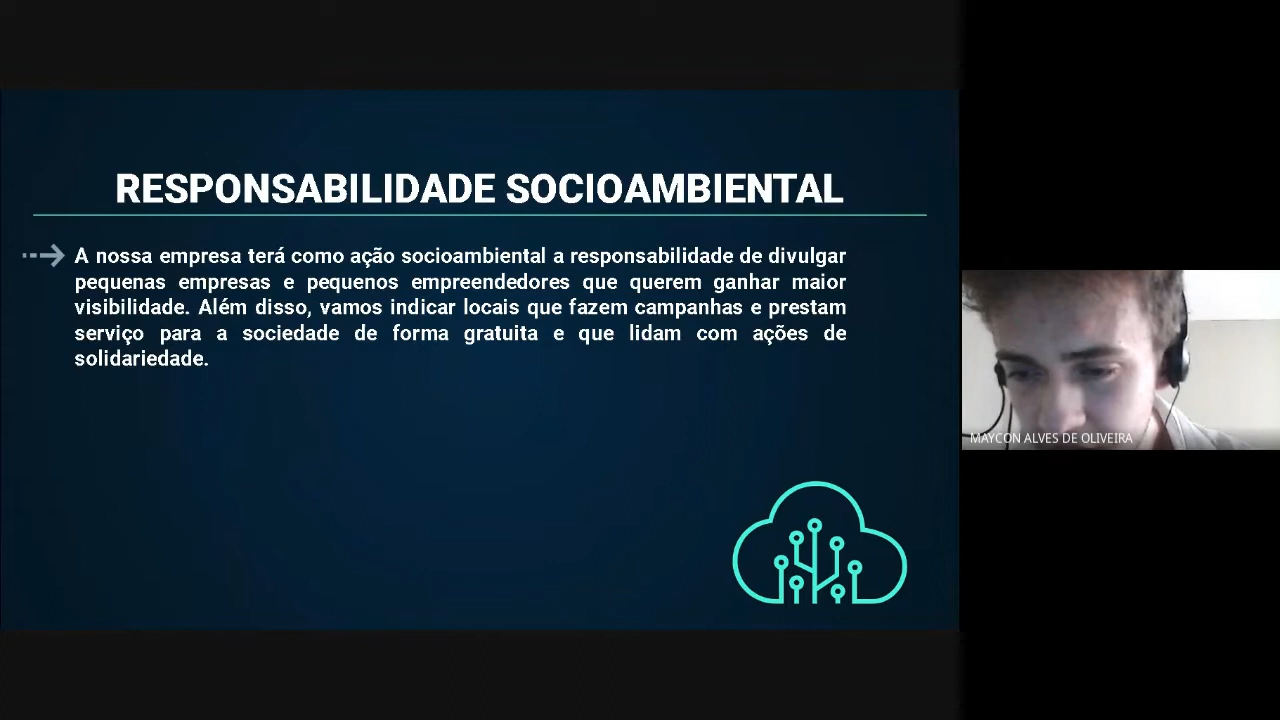 RESPONSABILIDADE SOCIOAMBIENTAL
A nossa empresa terá como ação socioambiental a responsabilidade de divulgar
pequenas empresas e pequenos empreendedores que querem ganhar maior
visibilidade. Além disso, vamos indicar locais que fazem campanhas e prestam
serviço para a sociedade de forma gratuita e que lidam com ações de
solidariedade.
MAYCON ALVES DE OLIVEIRA